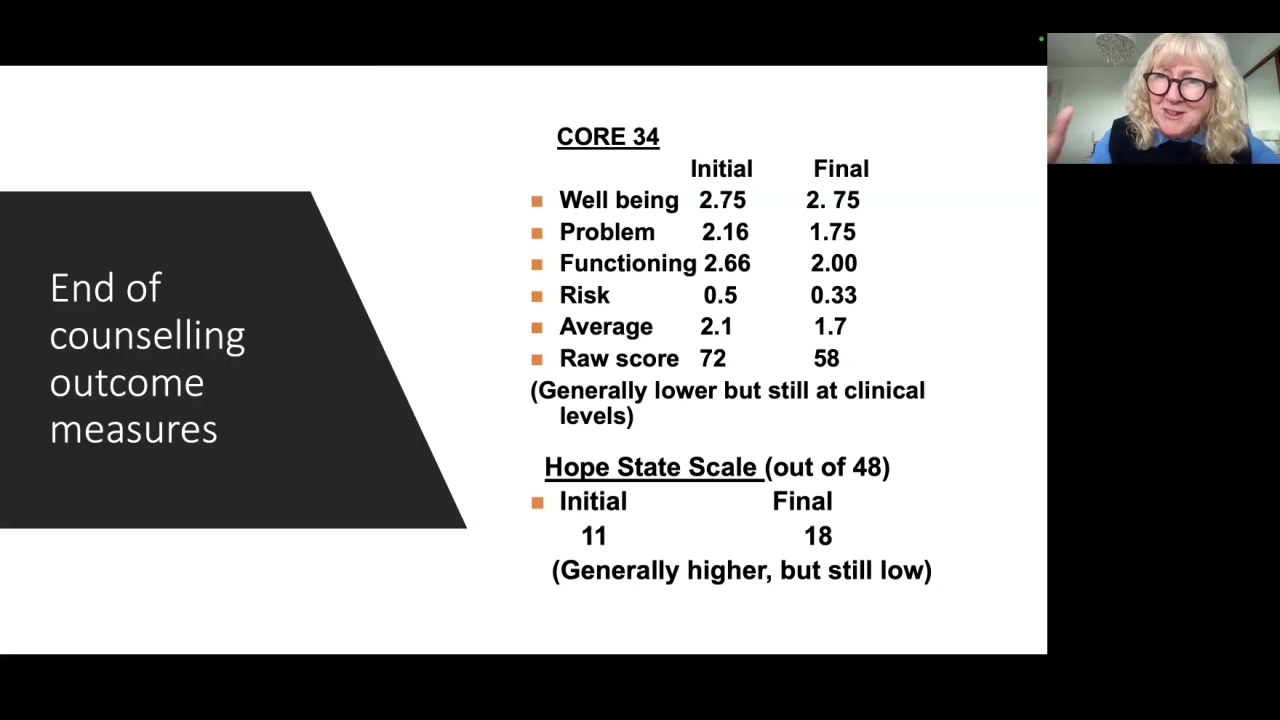 End of
counselling
outcome
measures
CORE 34
Initial Final
Well being 2.75 2. 75
Problem 2.16 1.75
Functioning 2.66 2.00
Risk 0.5 0.33
Average 2.1 1.7
Raw score 72 58
(Generally lower but still at clinical
levels)
Hope State Scale (out of 48)
Initial Final
11 18
(Generally higher, but still low)